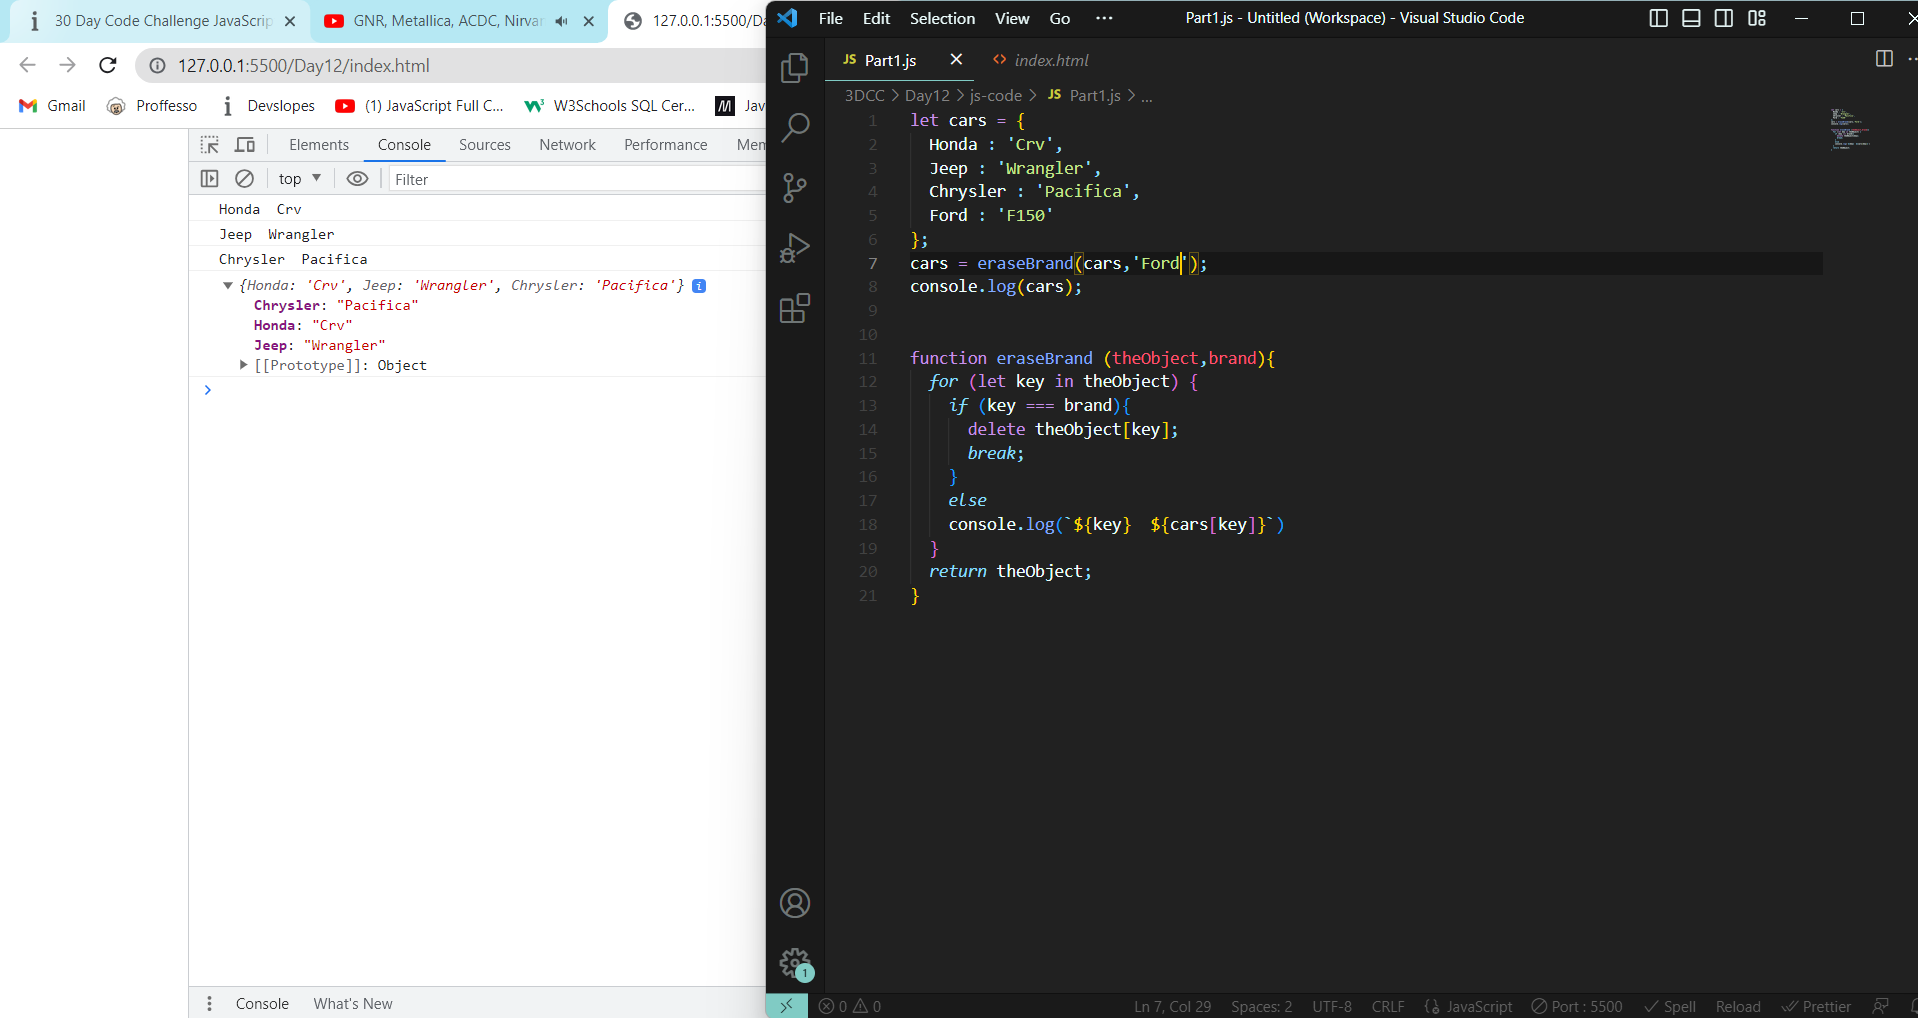 30 Day Code Challenge JavaScrip
GNR, Metallica, ACDC, Nirvar
127.0.0.1:5500/Da
127.0.0.1:5500/Day12/index.html
Gmail Proffesso Devslopes (1) JavaScript Full C... W3Schools SQL Cer... Jav
Elements Console Sources Network Performance Mem
top Filter
Honda  Crv
Jeep  Wrangler
Chrysler  Pacifica
{Honda: 'Crv', Jeep: 'Wrangler', Chrysler: 'Pacifica'} i
Chrysler: "Pacifica"
Honda: "Crv"
Jeep: "Wrangler"
[[Prototype]]: Object
Console What's New
File Edit Selection View Go ··· Part1.js - Untitled (Workspace) - Visual Studio Code
JS Part1.js index.html
3DCC > Day12 > js-code > JS Part1.js > ...
1 let cars = {
2   Honda : 'Crv',
3   Jeep : 'Wrangler',
4   Chrysler : 'Pacifica',
5   Ford : 'F150'
6 };
7 cars = eraseBrand(cars,'Ford');
8 console.log(cars);
9
10
11 function eraseBrand (theObject,brand){
12   for (let key in theObject) {
13     if (key === brand){
14       delete theObject[key];
15       break;
16     }
17     else
18     console.log(`${key}  ${cars[key]}`)
19   }
20   return theObject;
21 }
1
0 0 Ln 7, Col 29 Spaces: 2 UTF-8 CRLF {} JavaScript Port : 5500 Spell Reload Prettier